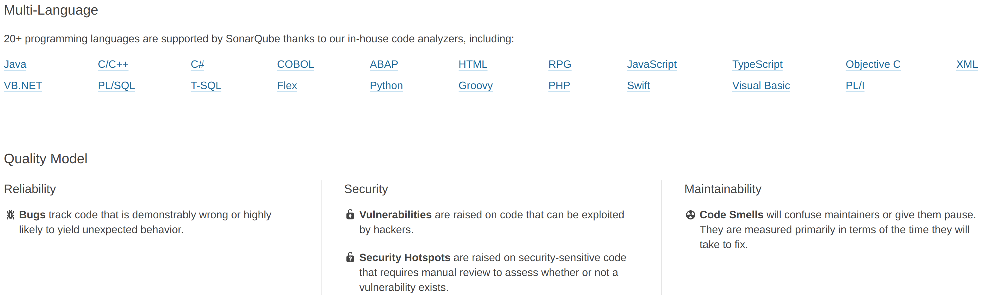 Multi-Language
20+ programming languages are supported by SonarQube thanks to our in-house code analyzers, including:
Java C/C++ C# COBOL ABAP HTML RPG JavaScript TypeScript Objective C XML
VB.NET PL/SQL T-SQL Flex Python Groovy PHP Swift Visual Basic PL/I
Quality Model
Reliability
Bugs track code that is demonstrably wrong or highly
likely to yield unexpected behavior.
Security
Vulnerabilities are raised on code that can be exploited
by hackers.
Security Hotspots are raised on security-sensitive code
that requires manual review to assess whether or not a
vulnerability exists.
Maintainability
Code Smells will confuse maintainers or give them pause.
They are measured primarily in terms of the time they will
take to fix.